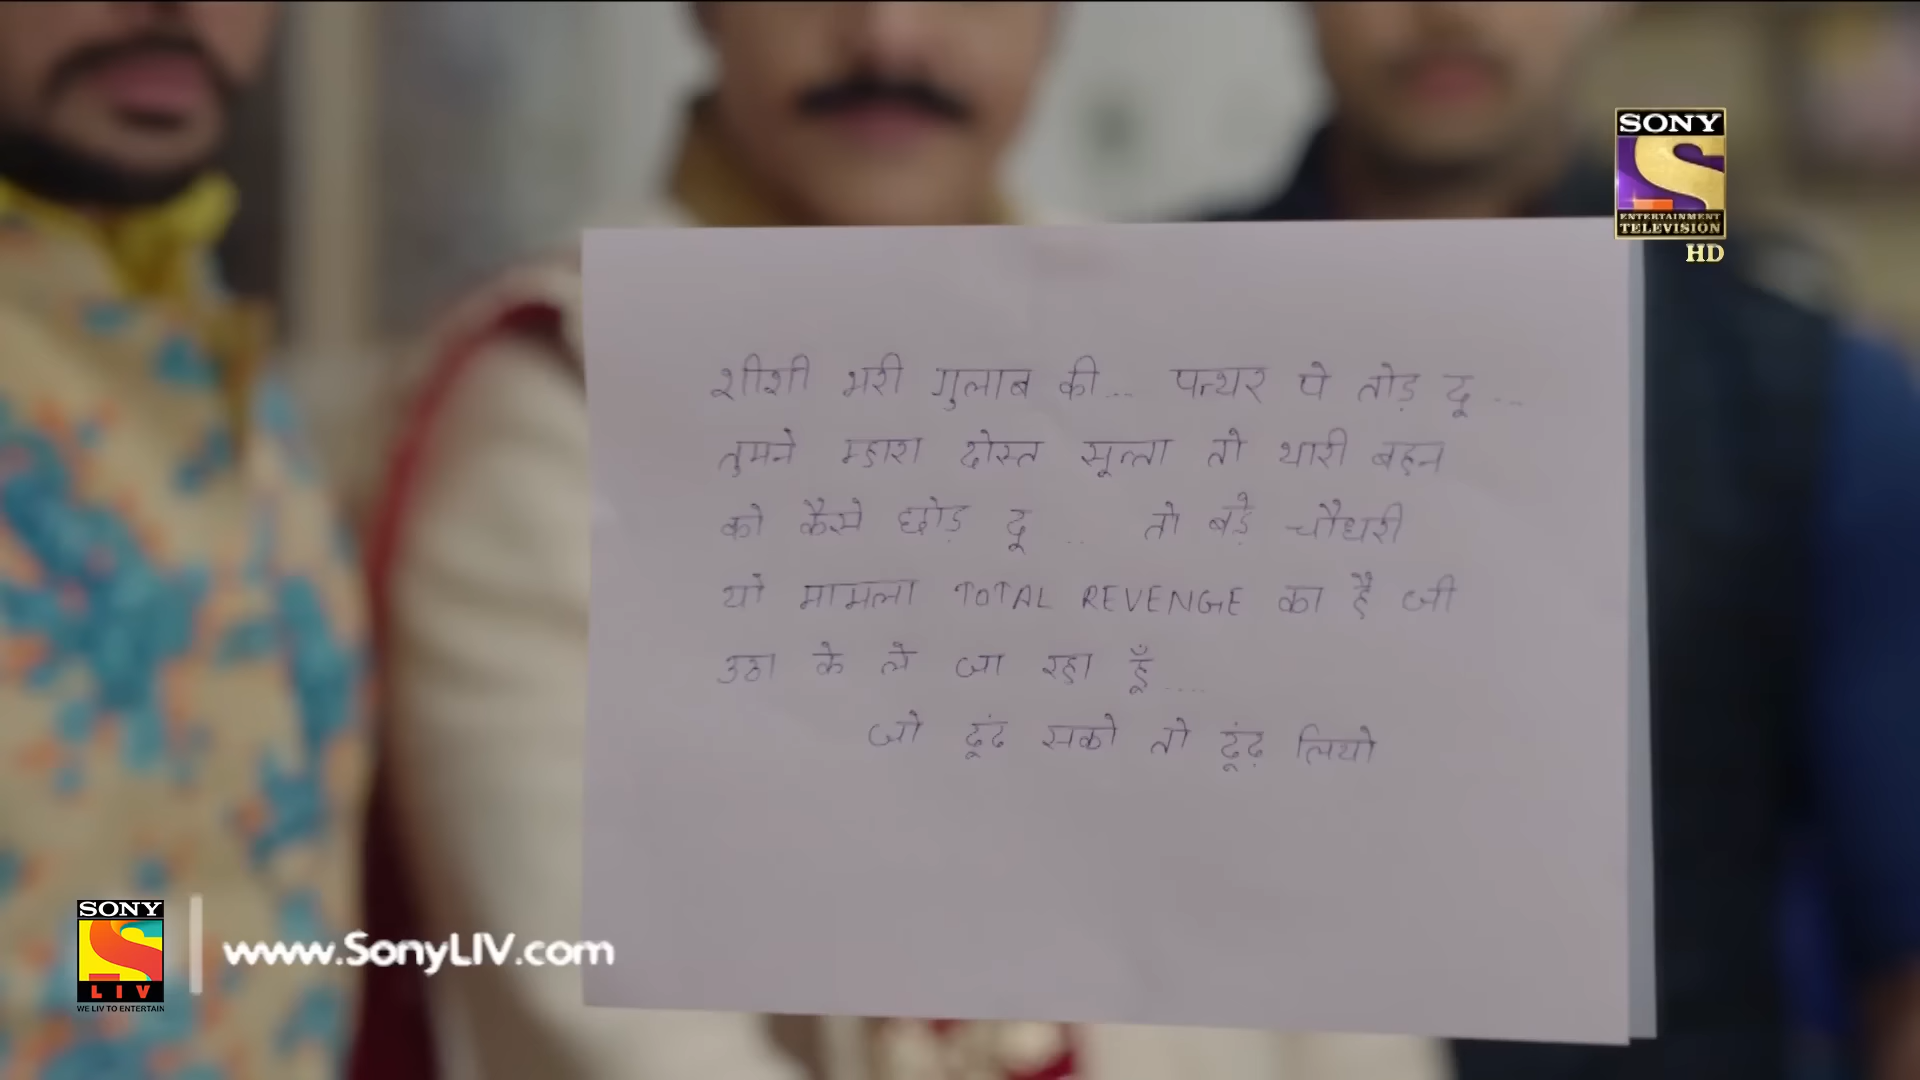 SONY
ENTERTAINMENT
TELEVISION
HD
शीशी भरी गुलाब की... पत्थर पे तोड़ दू...
तुमने म्हारा दोस्त सून्ता तो थारी बहन
को कैसे छोड़ दू .. तो बड़े चौधरी
यो मामला TOTAL REVENGE का है जी
उठा के ले जा रहा हूँ....
जो ढूंढ सको तो ढूंढ़ लियो
SONY
LIV
WE LIV TO ENTERTAIN
www.SonyLIV.com